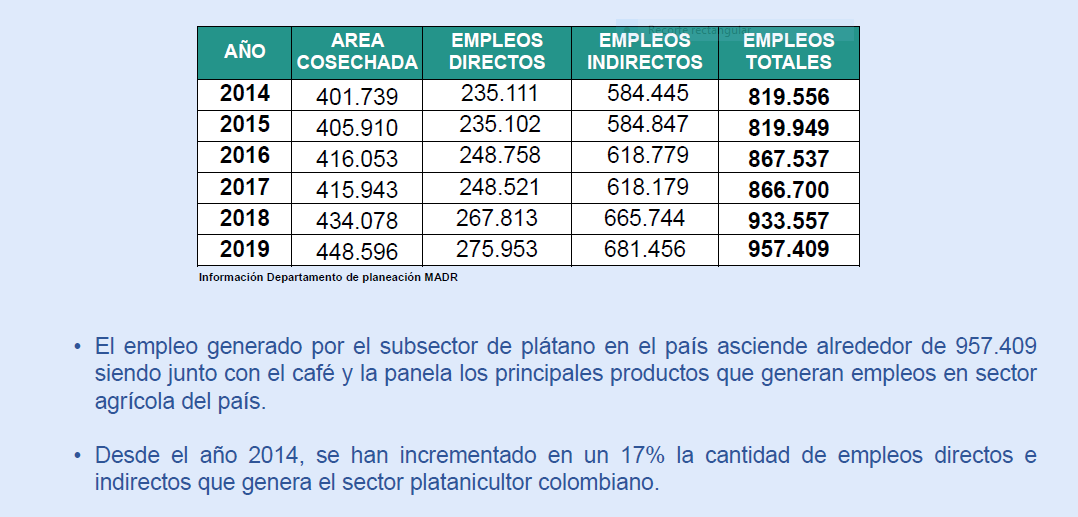 AÑO AREA COSECHADA EMPLEOS DIRECTOS EMPLEOS INDIRECTOS EMPLEOS TOTALES
2014 401.739 235.111 584.445 819.556
2015 405.910 235.102 584.847 819.949
2016 416.053 248.758 618.779 867.537
2017 415.943 248.521 618.179 866.700
2018 434.078 267.813 665.744 933.557
2019 448.596 275.953 681.456 957.409
Información Departamento de planeación MADR
• El empleo generado por el subsector de plátano en el país asciende alrededor de 957.409
siendo junto con el café y la panela los principales productos que generan empleos en sector
agrícola del país.
• Desde el año 2014, se han incrementado en un 17% la cantidad de empleos directos e
indirectos que genera el sector platanicultor colombiano.